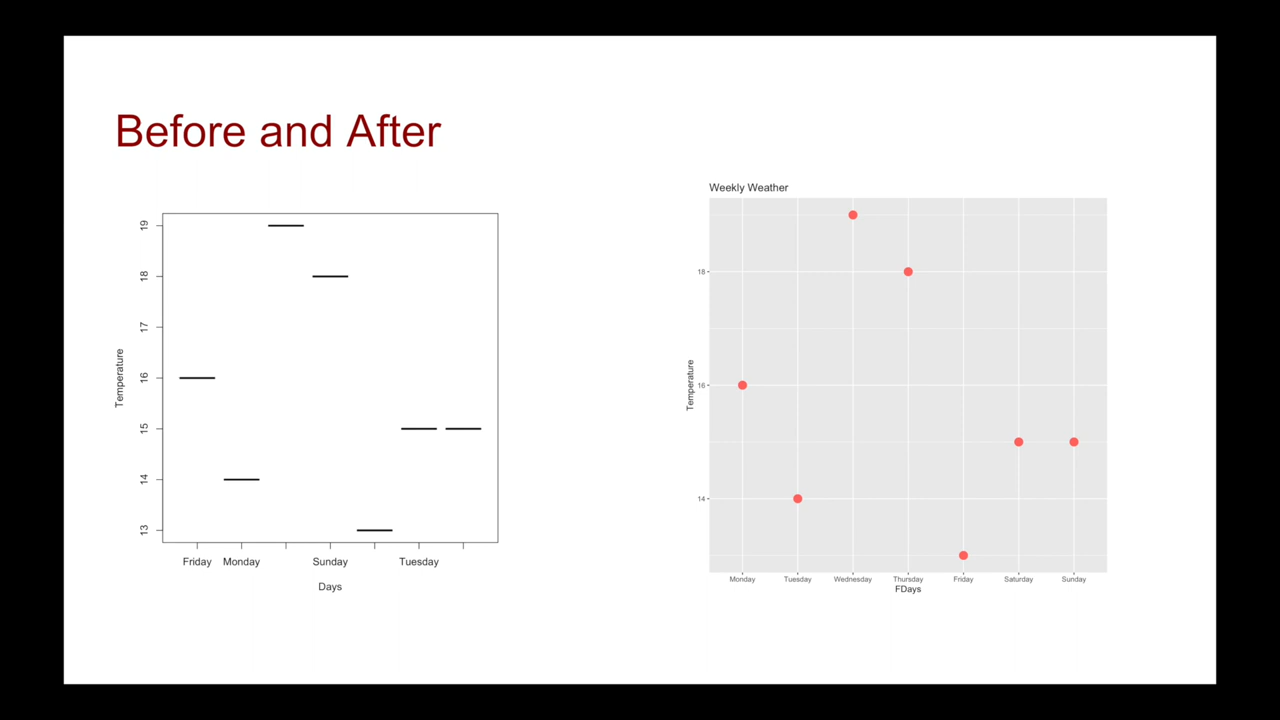 Before and After
19
18
17
16
15
14
13
Temperature
Friday Monday Sunday Tuesday
Days
Weekly Weather
18
16
14
Temperature
Monday Tuesday Wednesday Thursday Friday Saturday Sunday
FDays